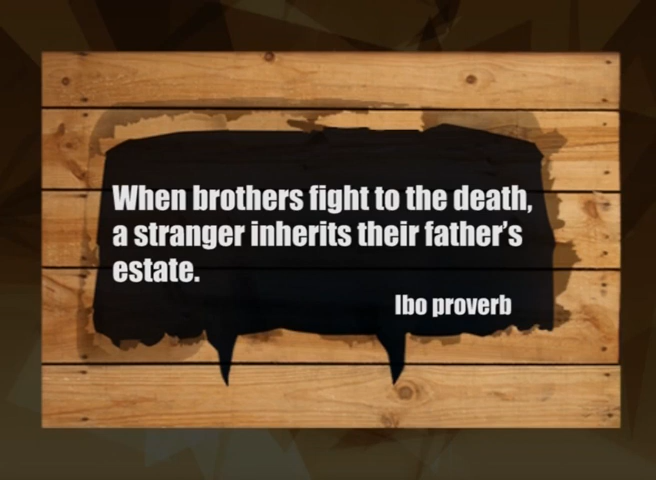 When brothers fight to the death,
a stranger inherits their father’s
estate.
Ibo proverb